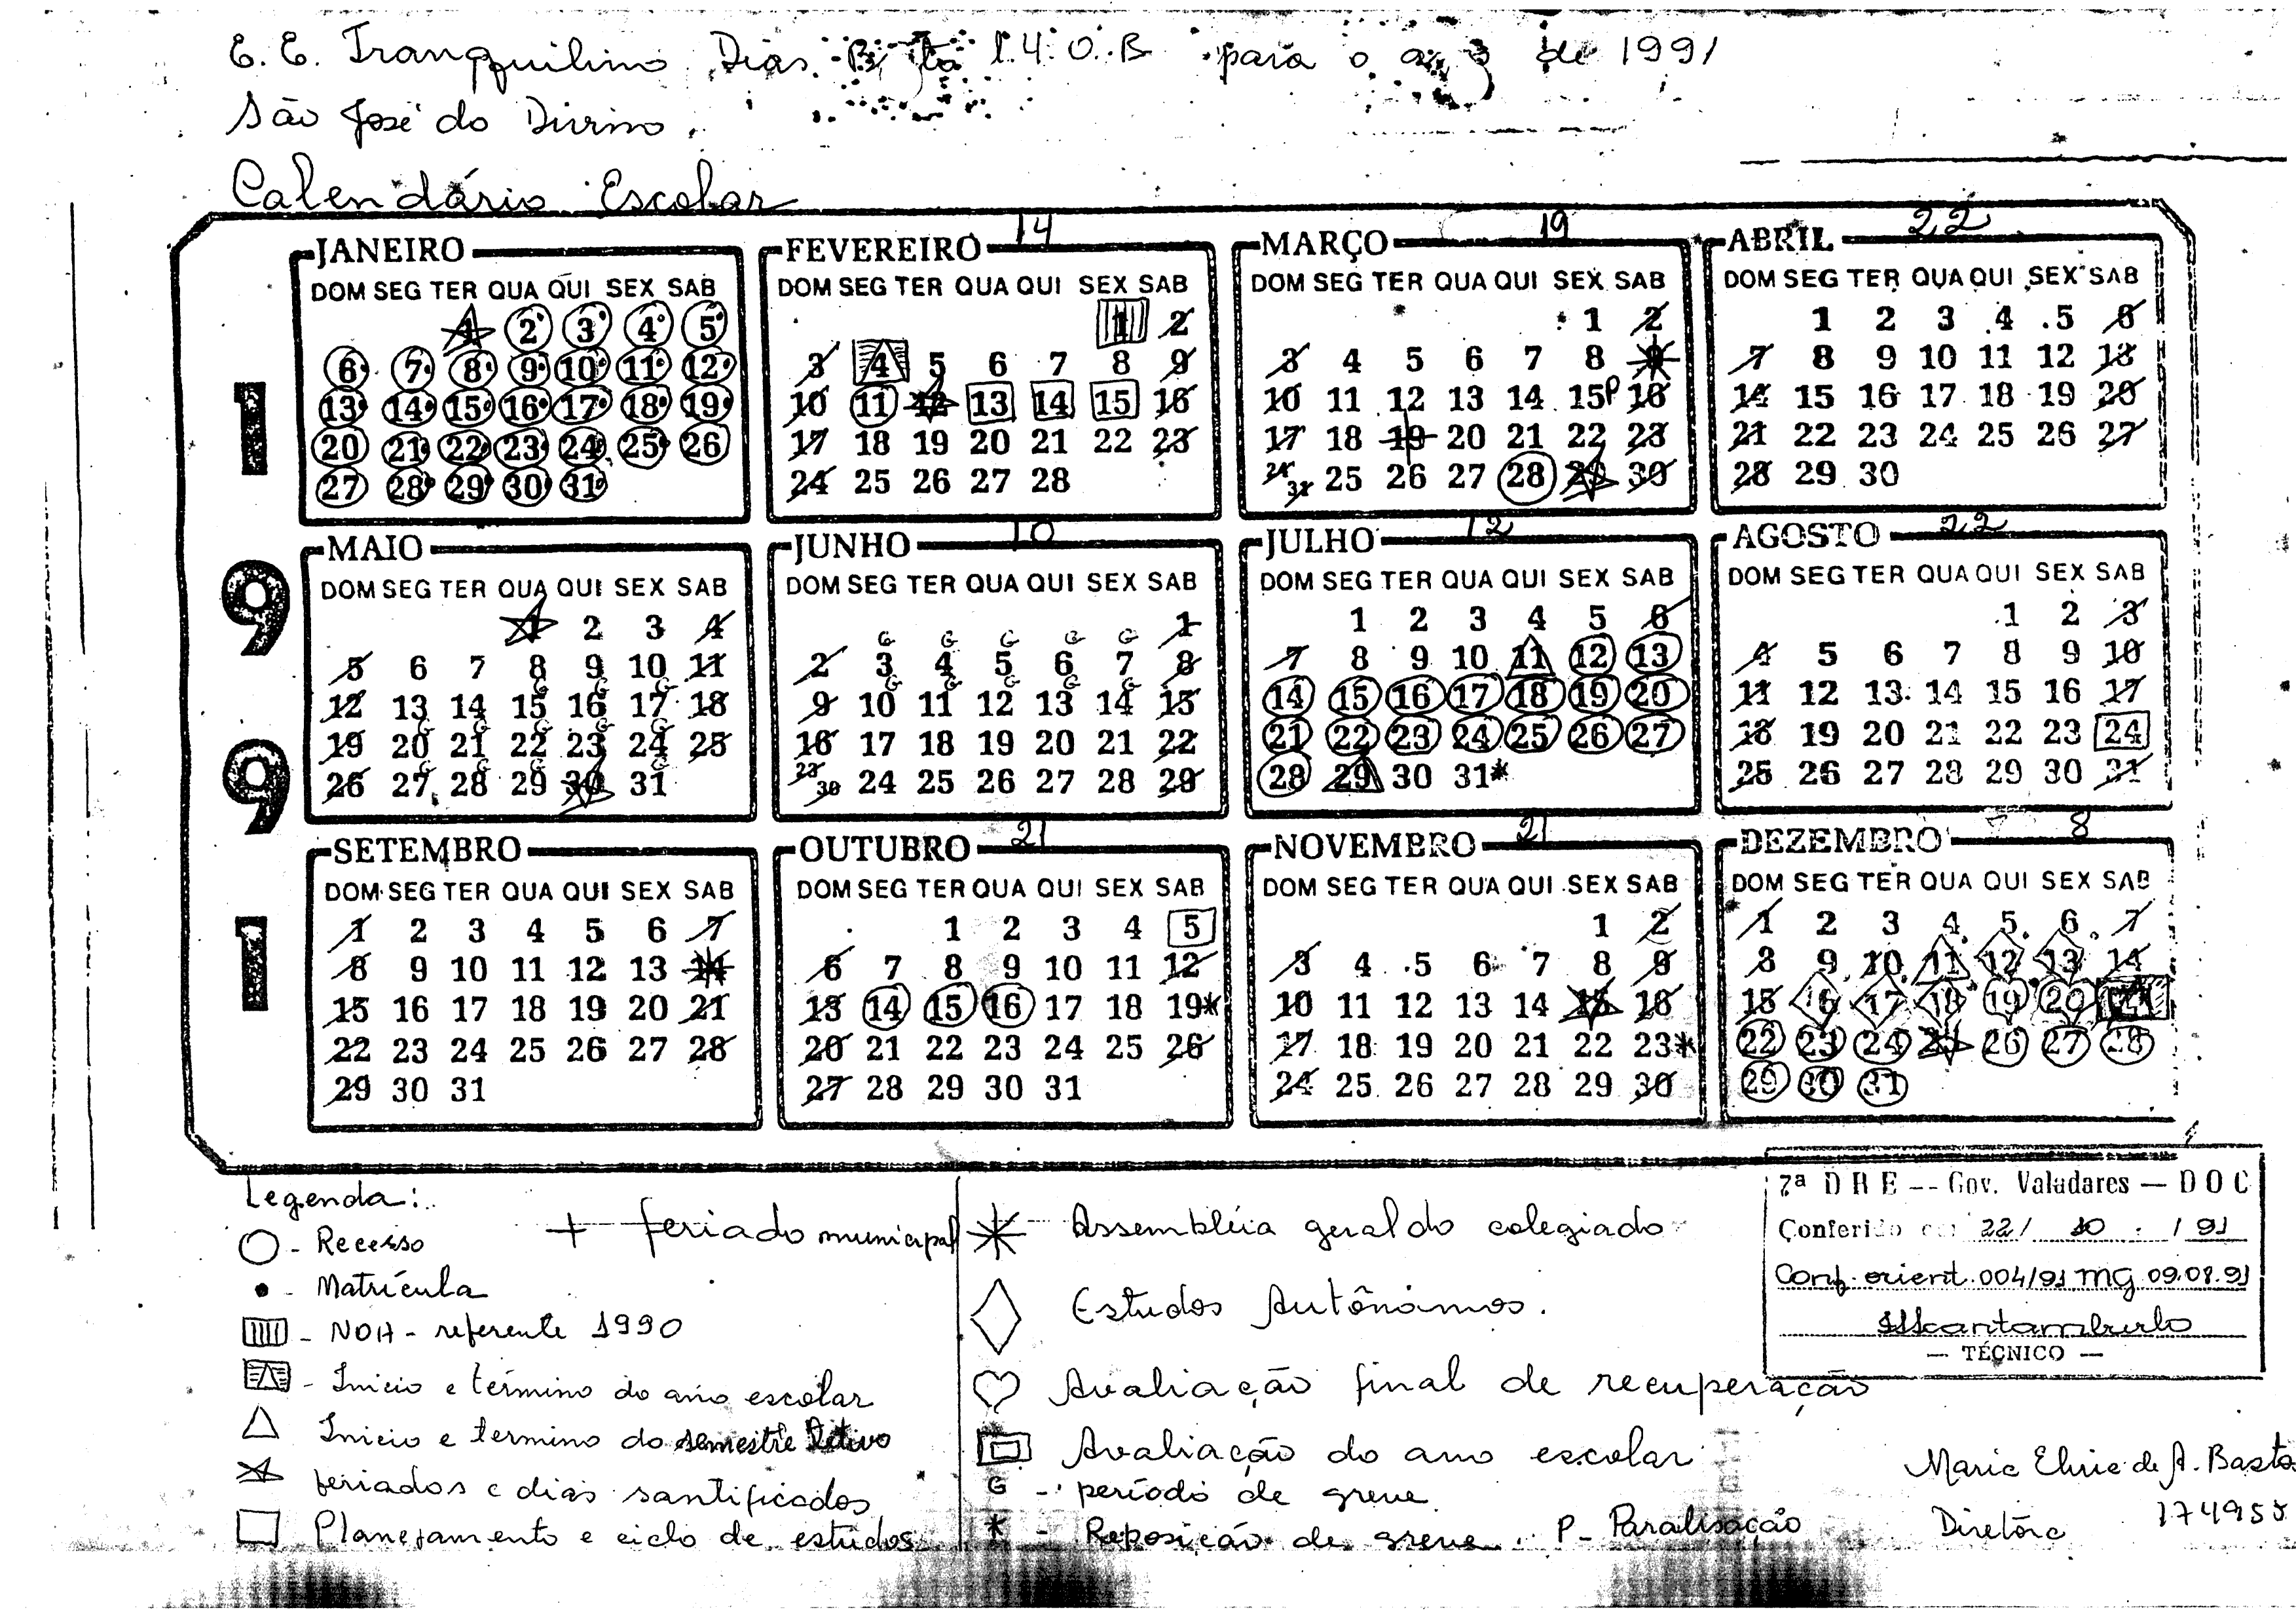 E. E. Tranquilino Dias para o de 1991
São José do Divino.
Calendário Escolar
1991
JANEIRO
DOM SEG TER QUA QUI SEX SAB
1 2 3 4 5
6 7 8 9 10 11 12
13 14 15 16 17 18 19
20 21 22 23 24 25 26
27 28 29 30 31
FEVEREIRO 14
DOM SEG TER QUA QUI SEX SAB
1 2
3 4 5 6 7 8 9
10 11 12 13 14 15 16
17 18 19 20 21 22 23
24 25 26 27 28
MARÇO 19
DOM SEG TER QUA QUI SEX SAB
1 2
3 4 5 6 7 8 9
10 11 12 13 14 15P 16
17 18 19 20 21 22 23
24 31 25 26 27 28 29 30
ABRIL 22
DOM SEG TER QUA QUI SEX SAB
1 2 3 4 5 6
7 8 9 10 11 12 13
14 15 16 17 18 19 20
21 22 23 24 25 26 27
28 29 30
MAIO
DOM SEG TER QUA QUI SEX SAB
1 2 3 4
5 6 7 8 9 10 11
G G G
12 13 14 15 16 17 18
G G G G G
19 20 21 22 23 24 25
G G G G
26 27 28 29 30 31
JUNHO 10
DOM SEG TER QUA QUI SEX SAB
1
G G G G G
2 3 4 5 6 7 8
G G G G G
9 10 11 12 13 14 15
16 17 18 19 20 21 22
23 30 24 25 26 27 28 29
JULHO 12
DOM SEG TER QUA QUI SEX SAB
1 2 3 4 5 6
7 8 9 10 11 12 13
14 15 16 17 18 19 20
21 22 23 24 25 26 27
28 29 30 31*
AGOSTO 22
DOM SEG TER QUA QUI SEX SAB
1 2 3
4 5 6 7 8 9 10
11 12 13 14 15 16 17
18 19 20 21 22 23 24
25 26 27 28 29 30 31
SETEMBRO
DOM SEG TER QUA QUI SEX SAB
1 2 3 4 5 6 7
8 9 10 11 12 13 14
15 16 17 18 19 20 21
22 23 24 25 26 27 28
29 30 31
OUTUBRO 21
DOM SEG TER QUA QUI SEX SAB
1 2 3 4 5
6 7 8 9 10 11 12
13 14 15 16 17 18 19*
20 21 22 23 24 25 26
27 28 29 30 31
NOVEMBRO 21
DOM SEG TER QUA QUI SEX SAB
1 2
3 4 5 6 7 8 9
10 11 12 13 14 15 16
17 18 19 20 21 22 23*
24 25 26 27 28 29 30
DEZEMBRO 8
DOM SEG TER QUA QUI SEX SAB
1 2 3 4 5 6 7
8 9 10 11 12 13 14
15 16 17 18 19 20 21
22 23 24 25 26 27 28
29 30 31
Legenda:
- Recesso
+ feriado municipal
- Matrícula
- NOA - referente 1990
- Início e término do ano escolar
Início e termino do semestre letivo
feriados e dias santificados
Planejamento e ciclo de estudos
Assembléia geral do colegiado
Estudos Autônomos.
Avaliação final de recuperação
Avaliação do ano escolar
G - período de greve
* - Reposição de greve. P - Paralisação
7ª DRE -- Gov. Valadares — DOC
Conferido em 22/ 10 / 91
Conf. orient. 004/91 MG 09.08.91
— TÉCNICO —
Maria de A. Basto
Diretora